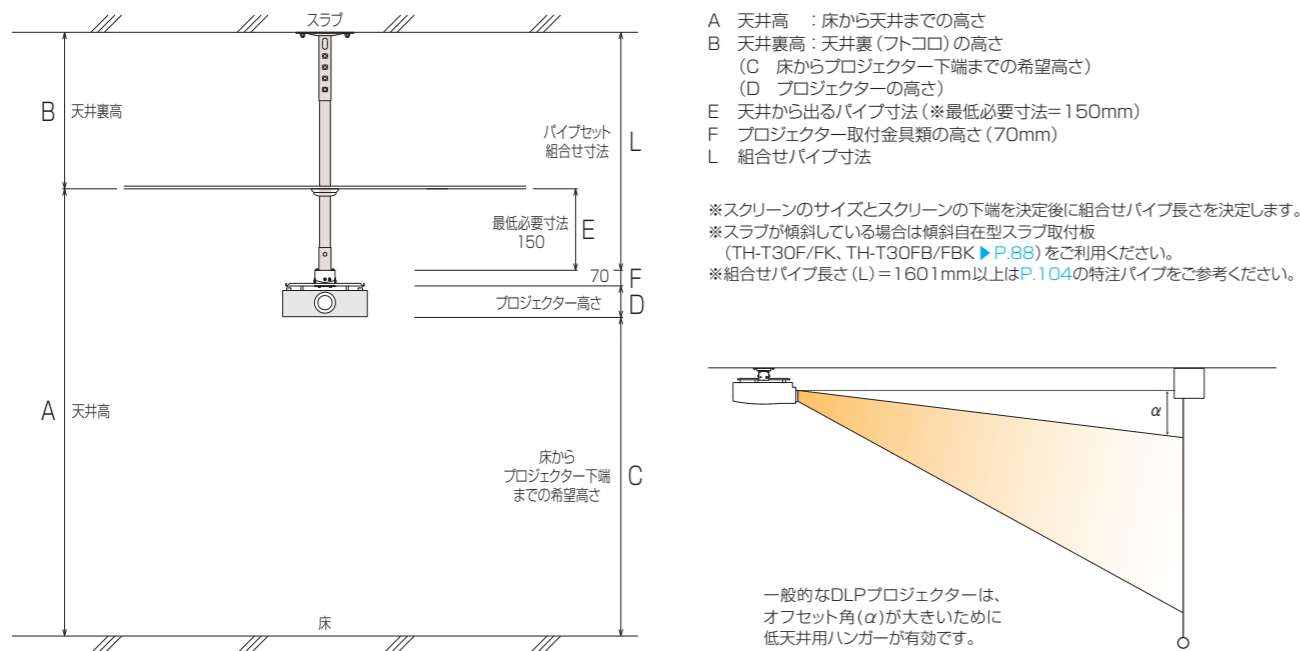 スラブ
B 天井裏高
パイプセット
組合せ寸法
L
最低必要寸法
150
E
70 F
プロジェクター高さ D
A 天井高
床から
プロジェクター下端
までの希望高さ
C
床
A 天井高 :床から天井までの高さ
B 天井裏高:天井裏(フトコロ)の高さ
(C 床からプロジェクター下端までの希望高さ)
(D プロジェクターの高さ)
E 天井から出るパイプ寸法(※最低必要寸法=150mm)
F プロジェクター取付金具類の高さ(70mm)
L 組合せパイプ寸法
※スクリーンのサイズとスクリーンの下端を決定後に組合せパイプ長さを決定します。
※スラブが傾斜している場合は傾斜自在型スラブ取付板
(TH-T30F/FK、TH-T30FB/FBK ▶P.88)をご利用ください。
※組合せパイプ長さ(L)=1601mm以上はP.104の特注パイプをご参考ください。
α
一般的なDLPプロジェクターは、
オフセット角(α)が大きいために
低天井用ハンガーが有効です。